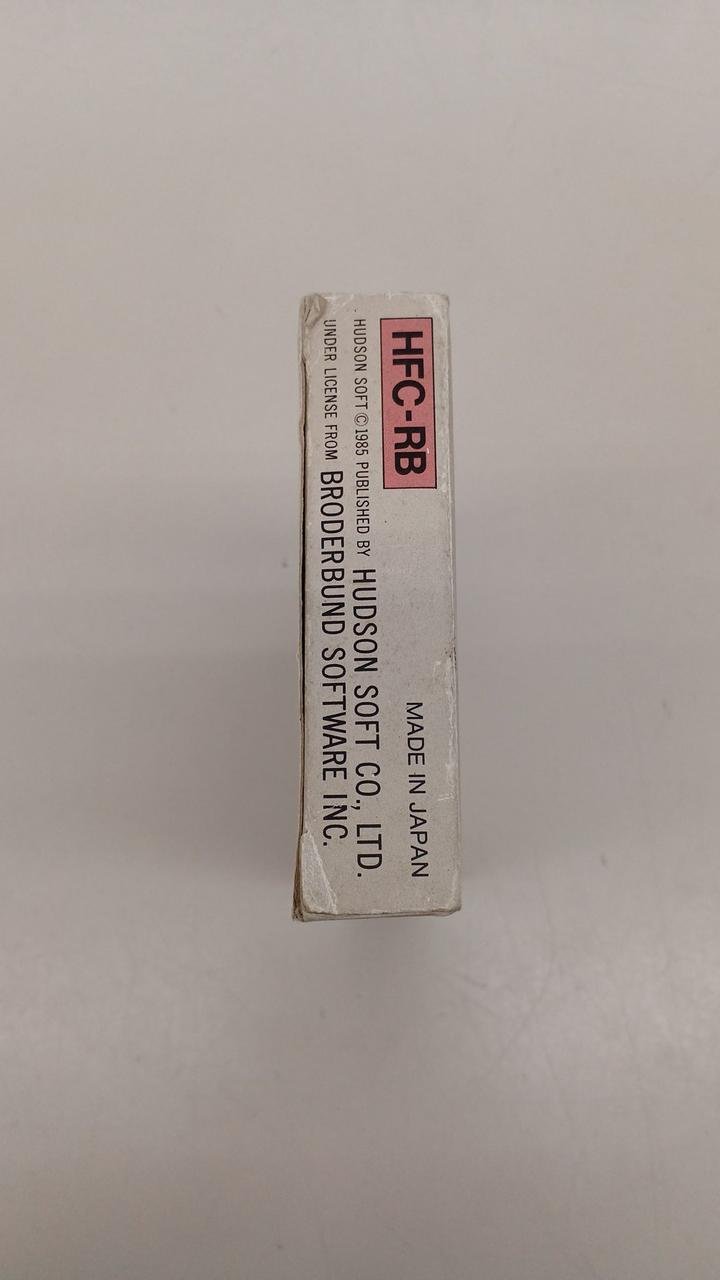 HFC-RB
MADE IN JAPAN
HUDSON SOFT ©1985 PUBLISHED BY HUDSON SOFT CO., LTD.
UNDER LICENSE FROM BRODERBUND SOFTWARE INC.